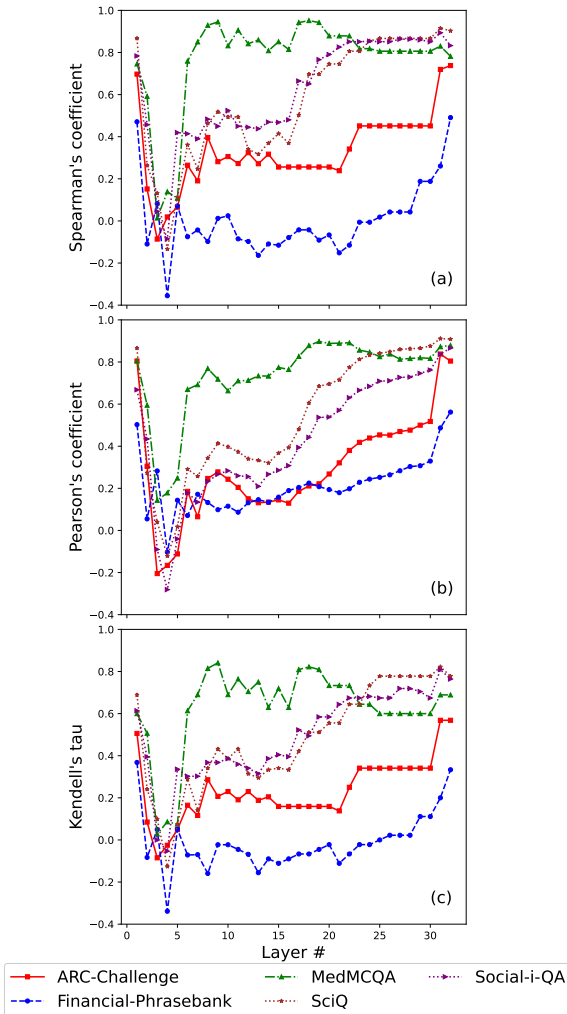 1.0
0.8
0.6
0.4
0.2
0.0
−0.2
−0.4
Spearman's coefficient
(a)
1.0
0.8
0.6
0.4
0.2
0.0
−0.2
−0.4
Pearson's coefficient
(b)
1.0
0.8
0.6
0.4
0.2
0.0
−0.2
−0.4
Kendell's tau
(c)
0 5 10 15 20 25 30
Layer #
ARC-Challenge MedMCQA Social-i-QA
Financial-Phrasebank SciQ